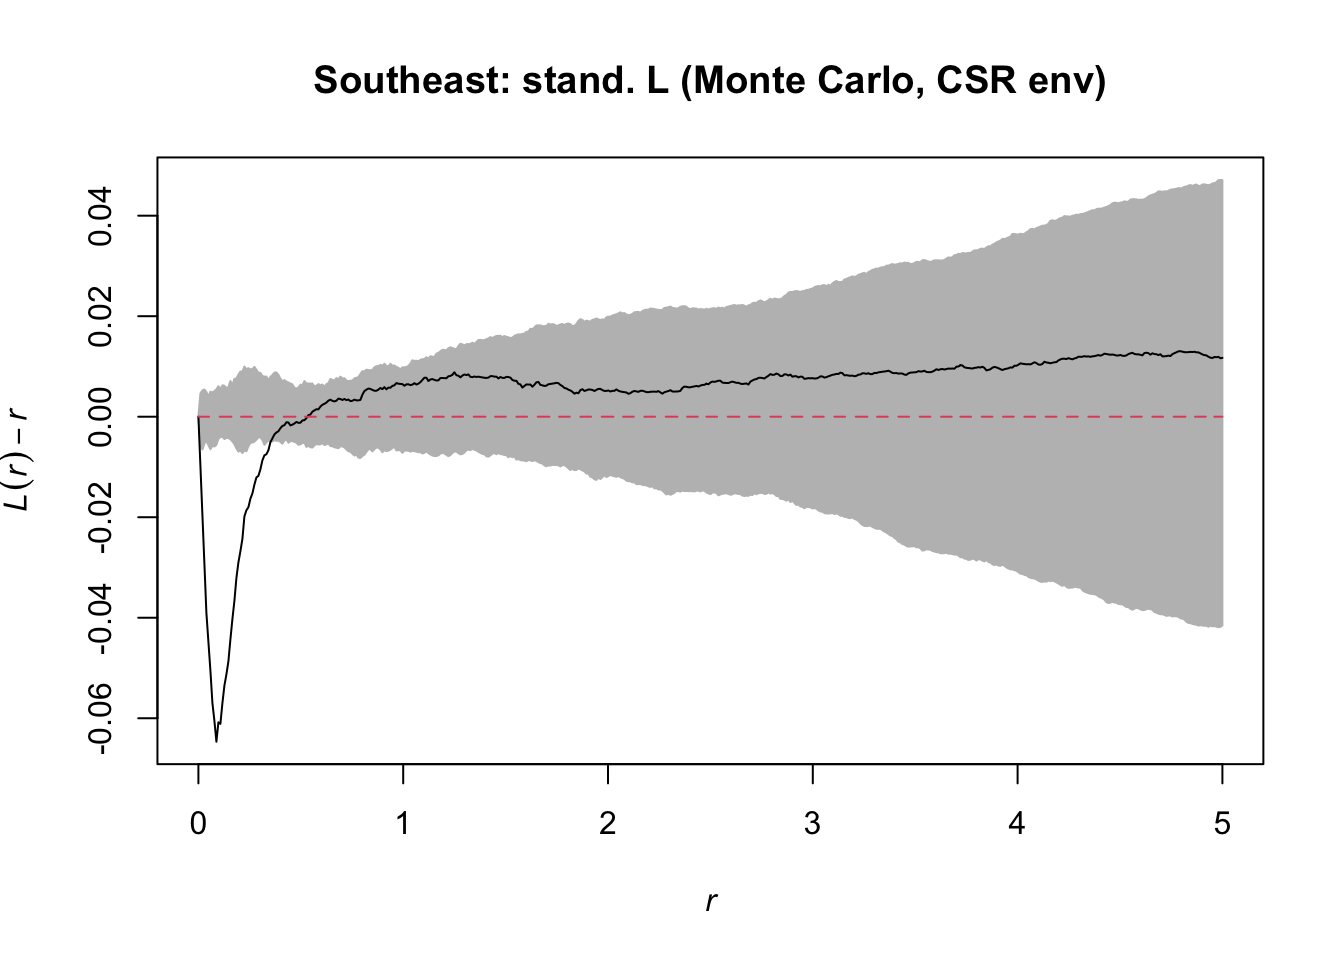 Southeast: stand. L (Monte Carlo, CSR env)
L(r) − r
0.04
0.02
0.00
-0.02
-0.04
-0.06
0 1 2 3 4 5
r